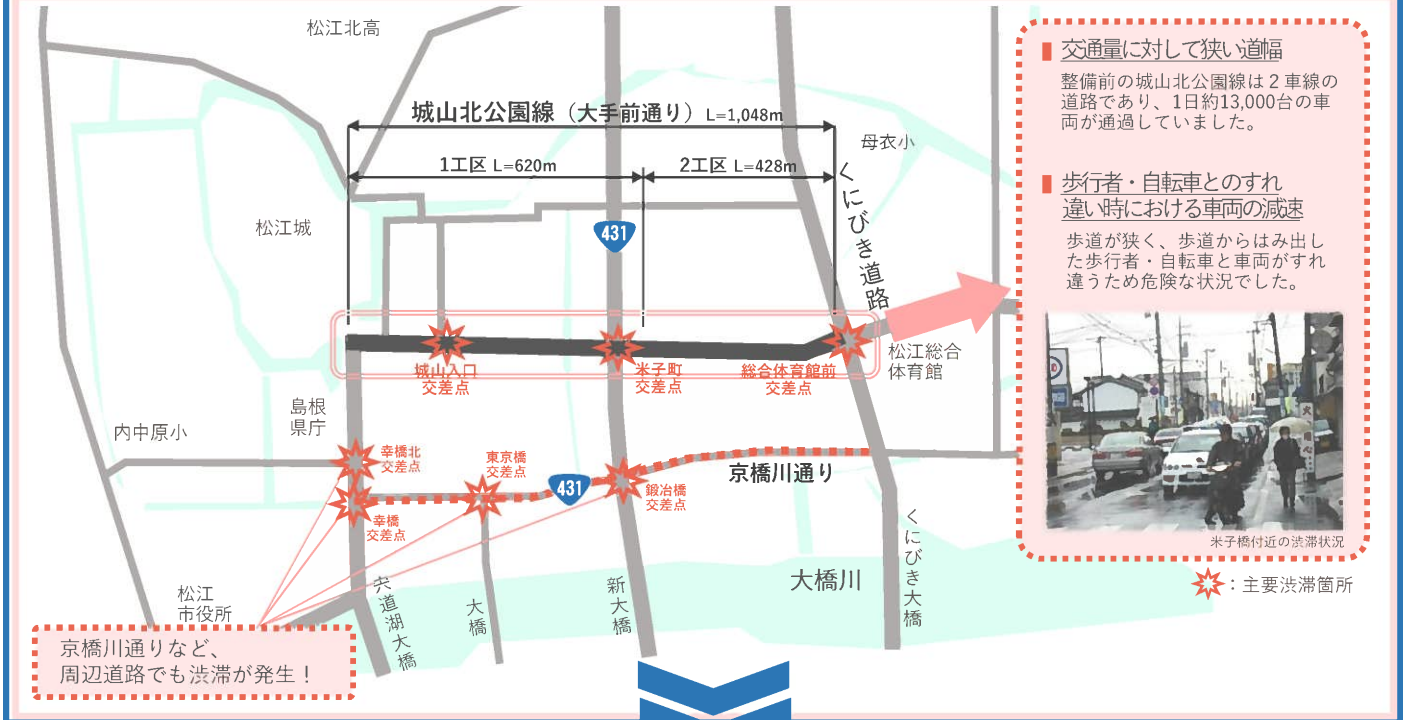 松江北高
城山北公園線（大手前通り）L=1,048m
1工区 L=620m
2工区 L=428m
母衣小
松江城
431
くにびき道路
城山入口
交差点
米子町
交差点
総合体育館前
交差点
松江総合
体育館
島根
県庁
内中原小
幸橋北
交差点
東京橋
交差点
431
鍛冶橋
交差点
京橋川通り
幸橋
交差点
松江
市役所
宍道湖大橋
大橋
新大橋
大橋川
くにびき大橋
京橋川通りなど、
周辺道路でも渋滞が発生！
交通量に対して狭い道幅
整備前の城山北公園線は２車線の
道路であり、1日約13,000台の車
両が通過していました。
歩行者・自転車とのすれ
違い時における車両の減速
歩道が狭く、歩道からはみ出し
た歩行者・自転車と車両がすれ
違うため危険な状況でした。
米子橋付近の渋滞状況
：主要渋滞箇所